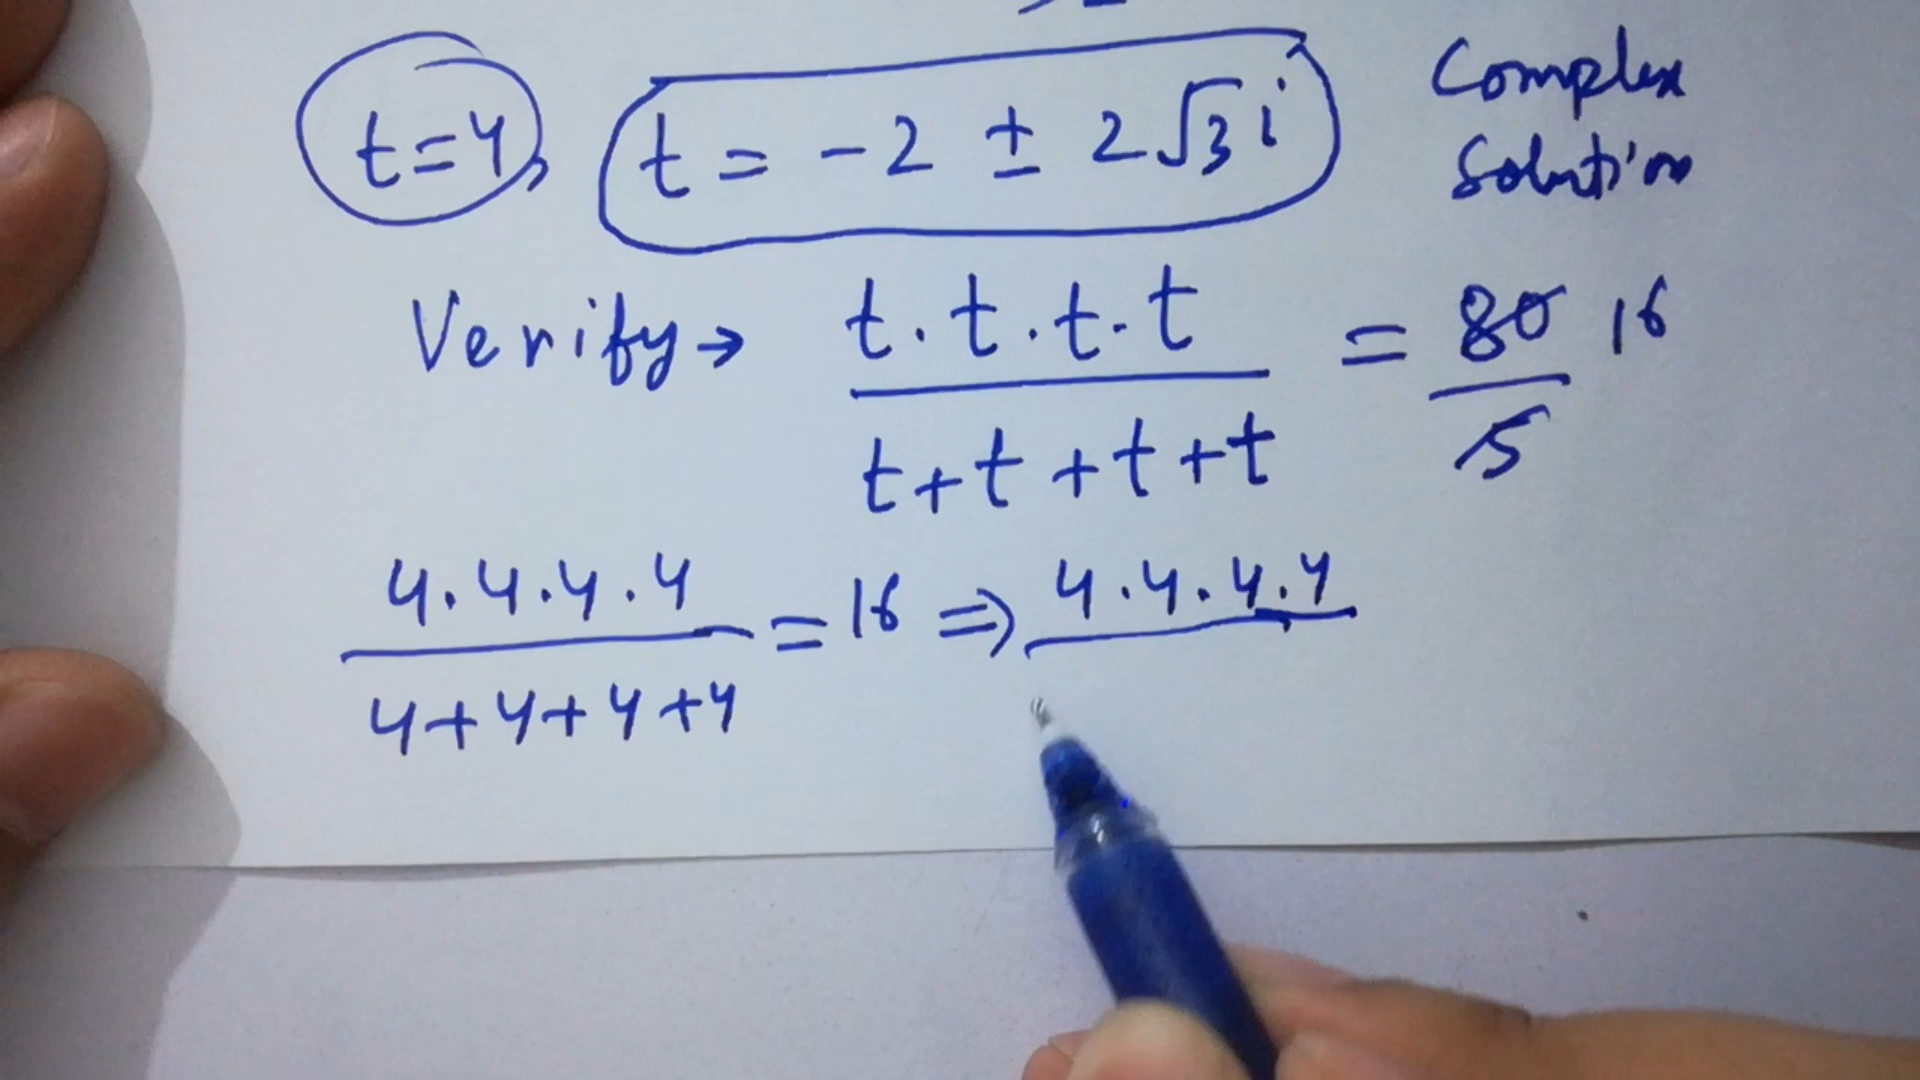 t=4, t = -2 ± 2√3 i Complex
Solution
Verify → t.t.t.t / t+t+t+t = 80/5 16
4.4.4.4 / 4+4+4+4 = 16 ⇒ 4.4.4.4